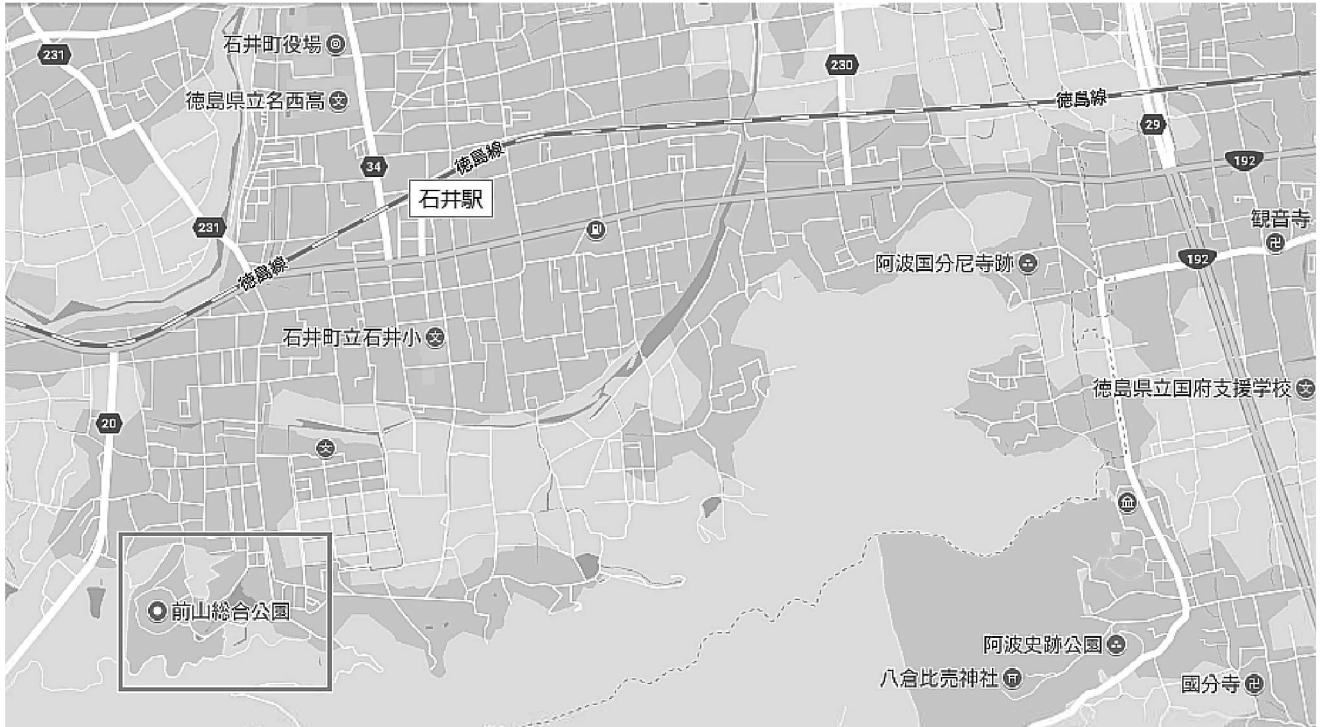 石井町役場
231
徳島県立名西高
230
徳島線
29
34
徳島線
192
石井駅
231
観音寺
徳島線
阿波国分尼寺跡
192
石井町立石井小
徳島県立国府支援学校
20
前山総合公園
阿波史跡公園
八倉比売神社
國分寺